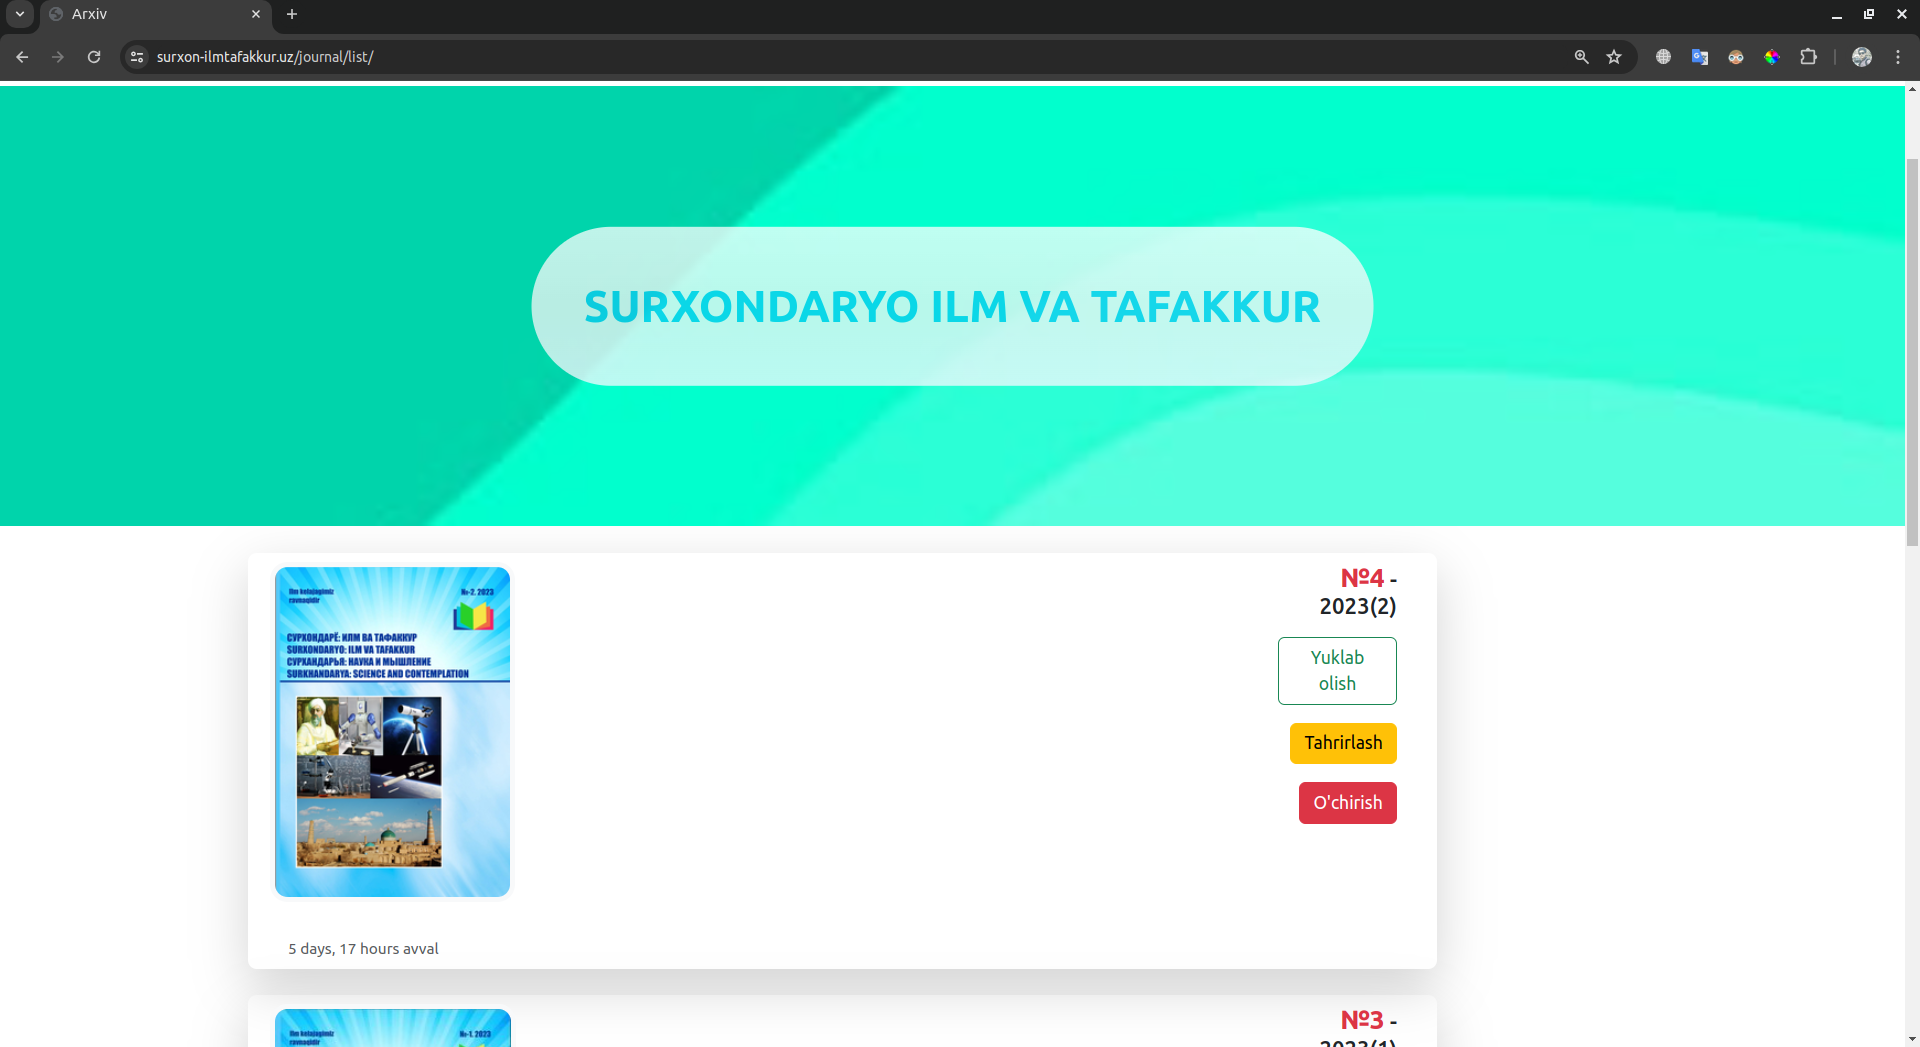 Arxiv
surxon-ilmtafakkur.uz/journal/list/
SURXONDARYO ILM VA TAFAKKUR
Ilm kelajagimiz
ravnaqidir
№-2. 2023
СУРХОНДАРЁ: ИЛМ ВА ТАФАККУР
SURXONDARYO: ILM VA TAFAKKUR
СУРХАНДАРЬЯ: НАУКА И МЫШЛЕНИЕ
SURKHANDARYA: SCIENCE AND CONTEMPLATION
№4 -
2023(2)
Yuklab
olish
Tahrirlash
O'chirish
5 days, 17 hours avval
Ilm kelajagimiz
ravnaqidir
№-1. 2023
№3 -
2023(1)